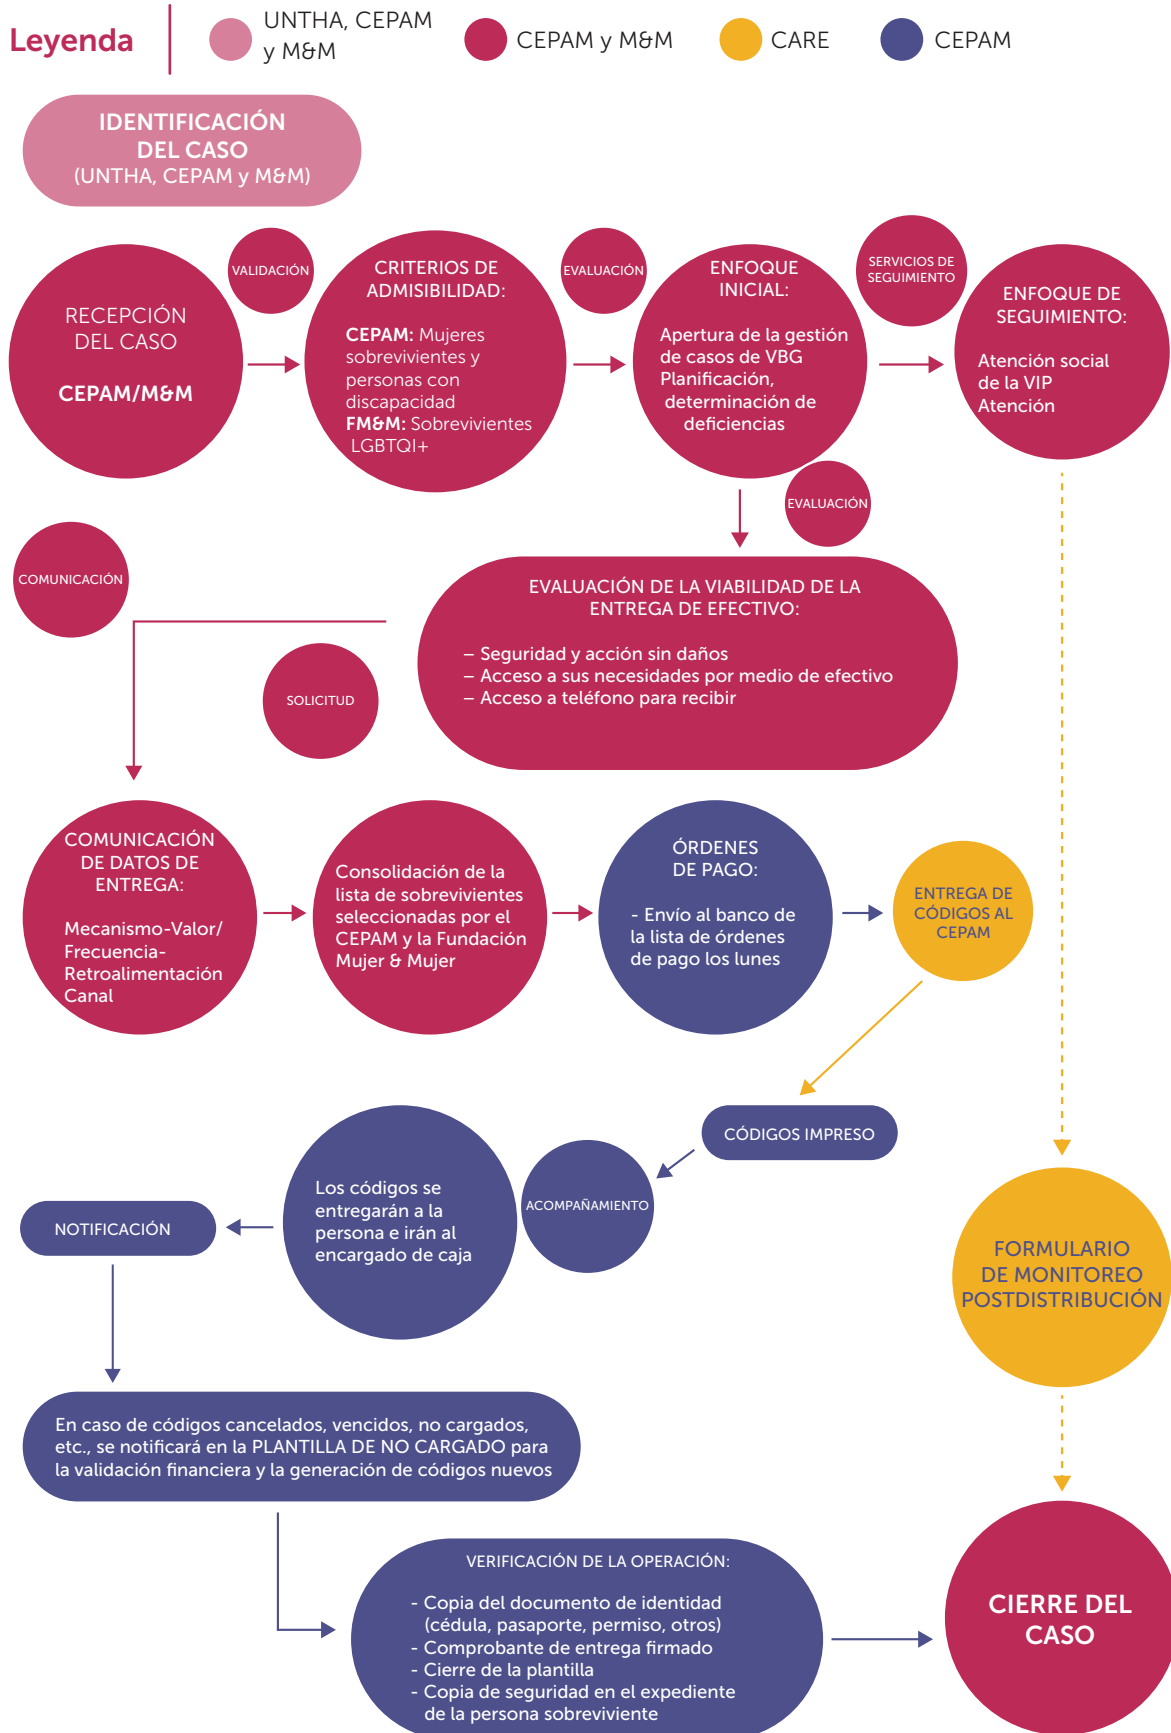 Leyenda
UNTHA, CEPAM
y M&M
CEPAM y M&M
CARE
CEPAM
IDENTIFICACIÓN
DEL CASO
(UNTHA, CEPAM y M&M)
RECEPCIÓN
DEL CASO
CEPAM/M&M
VALIDACIÓN
CRITERIOS DE
ADMISIBILIDAD:
CEPAM: Mujeres
sobrevivientes y
personas con
discapacidad
FM&M: Sobrevivientes
LGBTQI+
EVALUACIÓN
ENFOQUE
INICIAL:
Apertura de la gestión
de casos de VBG
Planificación,
determinación de
deficiencias
SERVICIOS DE
SEGUIMIENTO
ENFOQUE DE
SEGUIMIENTO:
Atención social
de la VIP
Atención
EVALUACIÓN
EVALUACIÓN DE LA VIABILIDAD DE LA
ENTREGA DE EFECTIVO:
– Seguridad y acción sin daños
– Acceso a sus necesidades por medio de efectivo
– Acceso a teléfono para recibir
COMUNICACIÓN
SOLICITUD
COMUNICACIÓN
DE DATOS DE
ENTREGA:
Mecanismo-Valor/
Frecuencia-
Retroalimentación
Canal
Consolidación de la
lista de sobrevivientes
seleccionadas por el
CEPAM y la Fundación
Mujer & Mujer
ÓRDENES
DE PAGO:
- Envío al banco de
la lista de órdenes
de pago los lunes
ENTREGA DE
CÓDIGOS AL
CEPAM
CÓDIGOS IMPRESO
ACOMPAÑAMIENTO
Los códigos se
entregarán a la
persona e irán al
encargado de caja
NOTIFICACIÓN
FORMULARIO
DE MONITOREO
POSTDISTRIBUCIÓN
En caso de códigos cancelados, vencidos, no cargados,
etc., se notificará en la PLANTILLA DE NO CARGADO para
la validación financiera y la generación de códigos nuevos
VERIFICACIÓN DE LA OPERACIÓN:
- Copia del documento de identidad
(cédula, pasaporte, permiso, otros)
- Comprobante de entrega firmado
- Cierre de la plantilla
- Copia de seguridad en el expediente
de la persona sobreviviente
CIERRE DEL
CASO